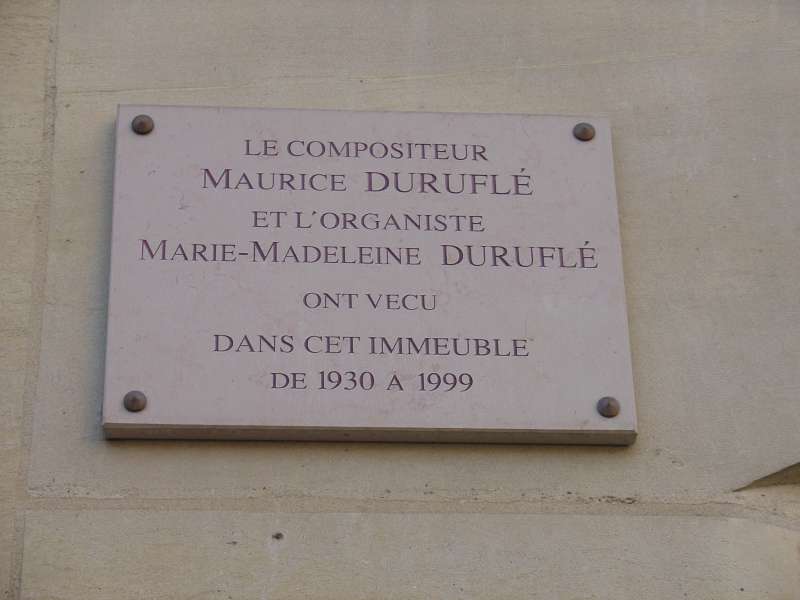 LE COMPOSITEUR
MAURICE DURUFLÉ
ET L'ORGANISTE
MARIE-MADELEINE DURUFLÉ
ONT VECU
DANS CET IMMEUBLE
DE 1930 A 1999